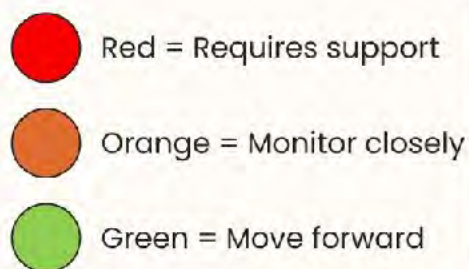 Red = Requires support
Orange = Monitor closely
Green = Move forward